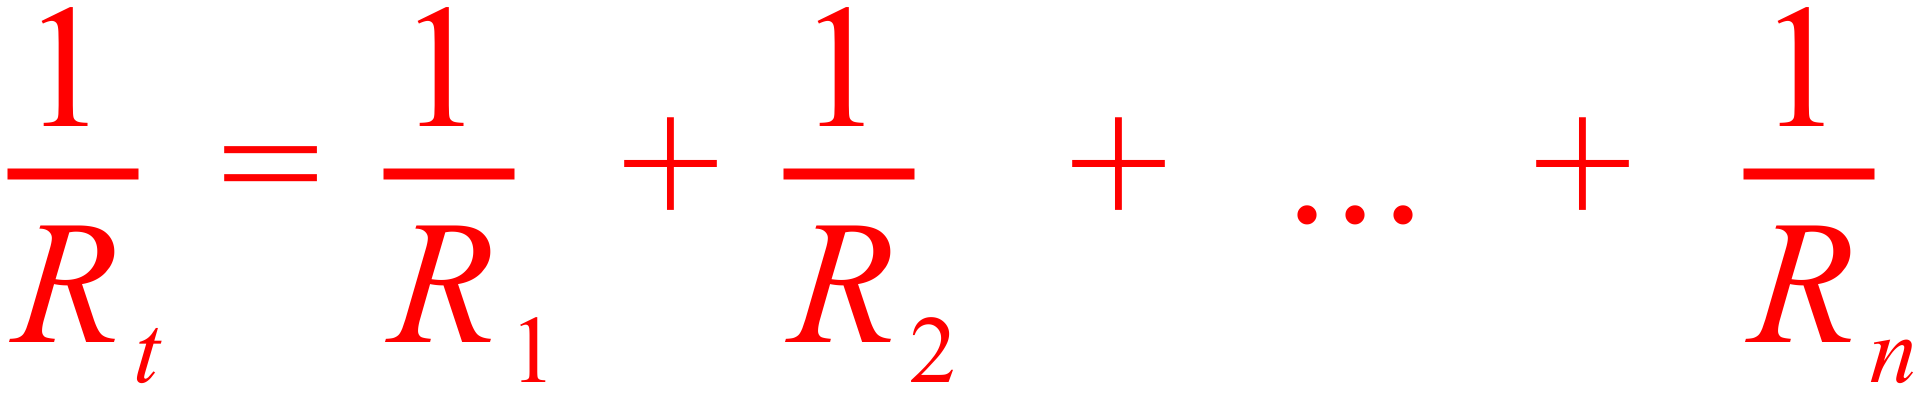 1/R_t = 1/R_1 + 1/R_2 + ... + 1/R_n